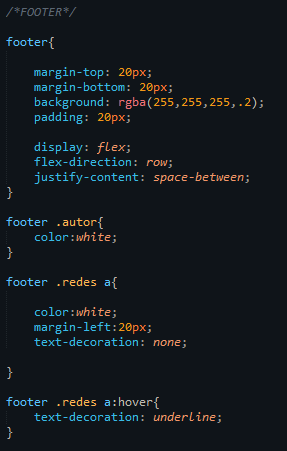 /*FOOTER*/
footer{
margin-top: 20px;
margin-bottom: 20px;
background: rgba(255,255,255,.2);
padding: 20px;
display: flex;
flex-direction: row;
justify-content: space-between;
}
footer .autor{
color:white;
}
footer .redes a{
color:white;
margin-left:20px;
text-decoration: none;
}
footer .redes a:hover{
text-decoration: underline;
}